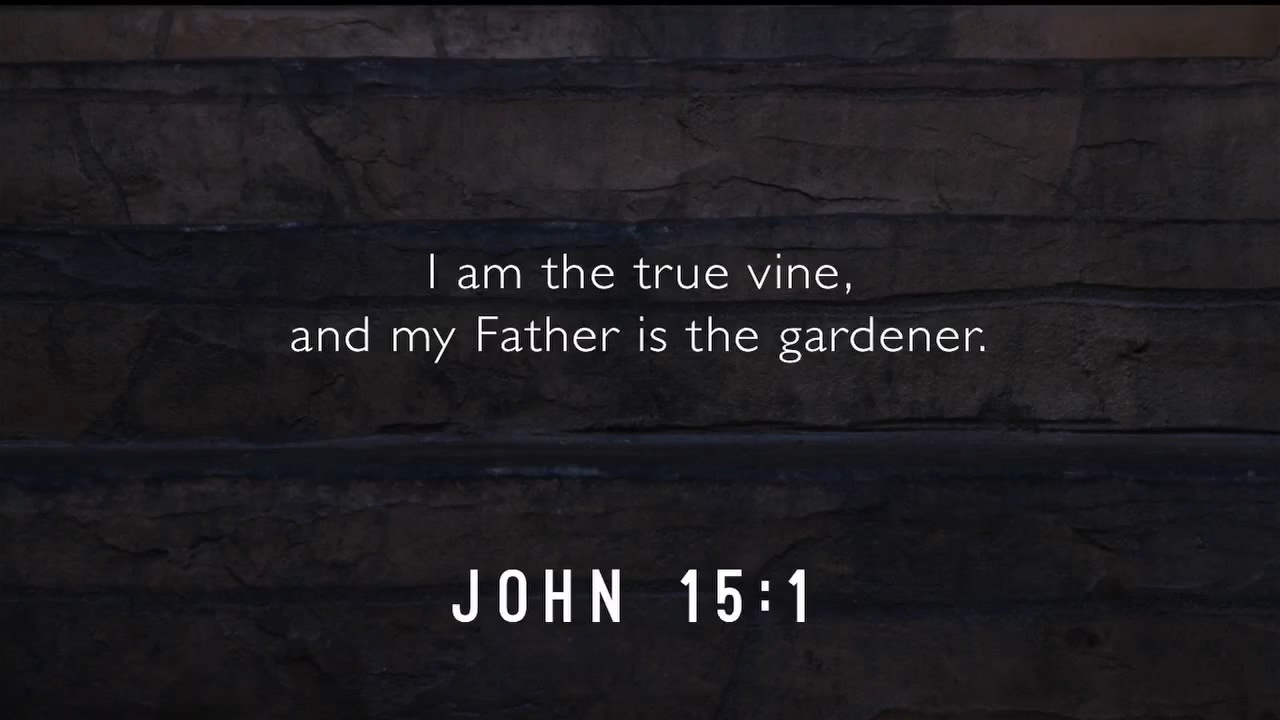 I am the true vine,
and my Father is the gardener.
JOHN 15:1